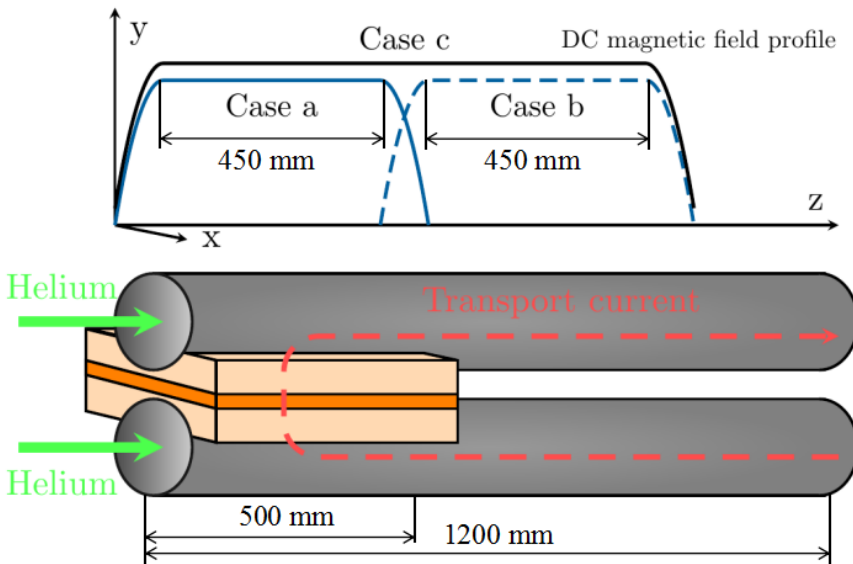 y
Case c
DC magnetic field profile
Case a
Case b
450 mm
450 mm
z
x
Helium
Transport current
Helium
500 mm
1200 mm